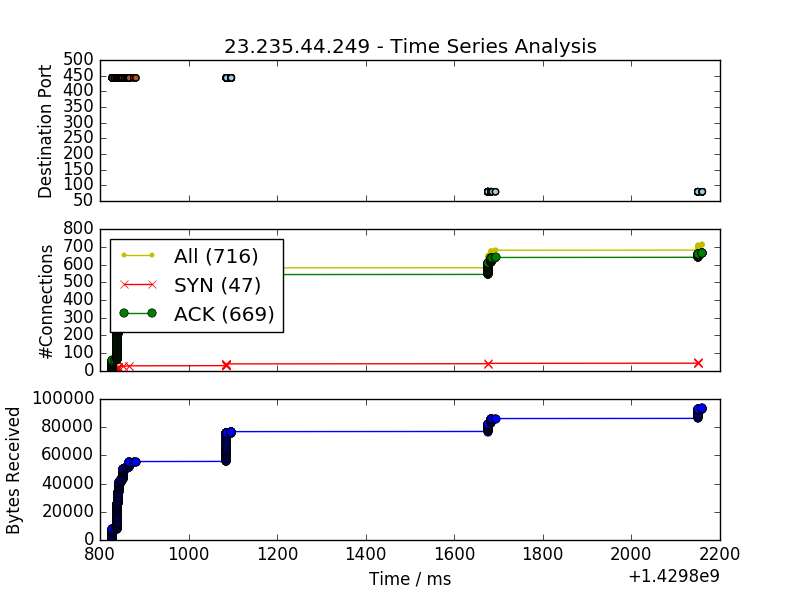 23.235.44.249 - Time Series Analysis
500
450
400
350
300
250
200
150
100
50
Destination Port
800
700
600
500
400
300
200
100
0
#Connections
All (716)
SYN (47)
ACK (669)
100000
80000
60000
40000
20000
0
Bytes Received
800 1000 1200 1400 1600 1800 2000 2200
Time / ms
+1.4298e9